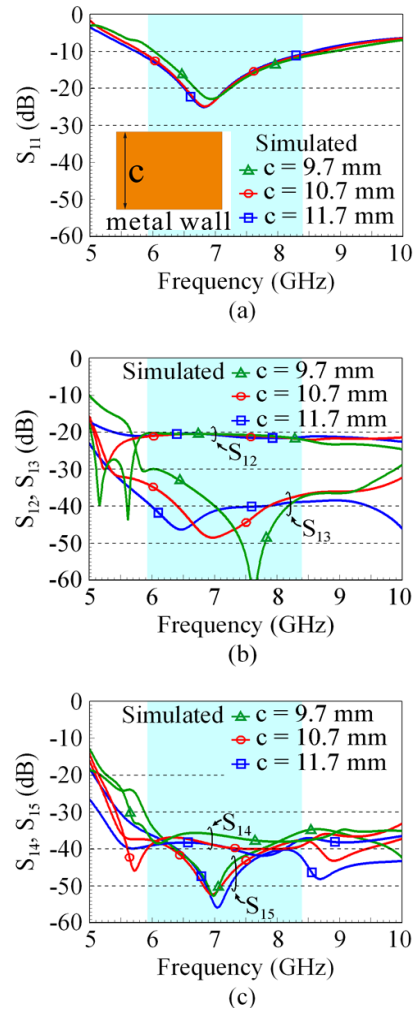 0
-10
-20
-30
-40
-50
-60
S11 (dB)
c
metal wall
Simulated
c = 9.7 mm
c = 10.7 mm
c = 11.7 mm
5 6 7 8 9 10
Frequency (GHz)
(a)
0
-10
-20
-30
-40
-50
-60
S12, S13 (dB)
Simulated
c = 9.7 mm
c = 10.7 mm
c = 11.7 mm
S12
S13
5 6 7 8 9 10
Frequency (GHz)
(b)
0
-10
-20
-30
-40
-50
-60
S14, S15 (dB)
Simulated
c = 9.7 mm
c = 10.7 mm
c = 11.7 mm
S14
S15
5 6 7 8 9 10
Frequency (GHz)
(c)